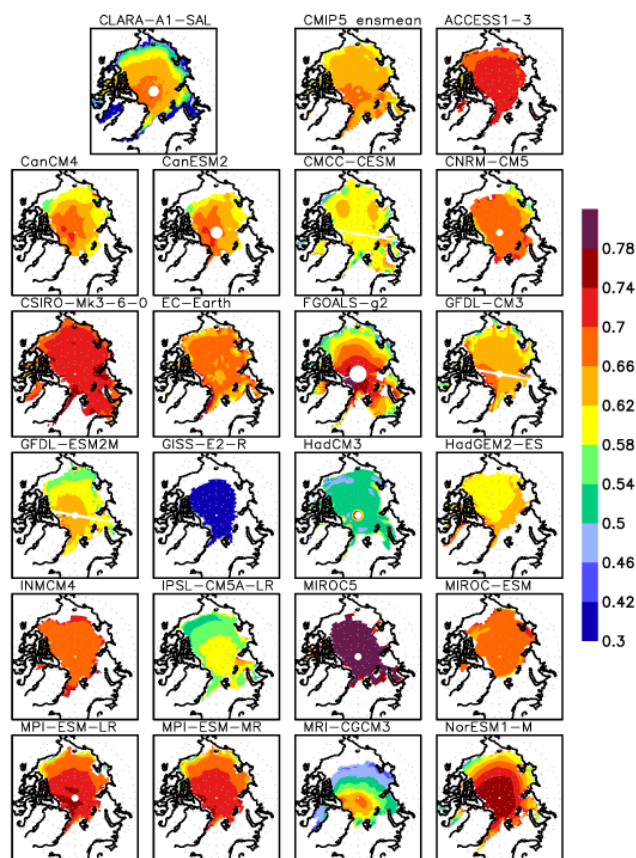 CLARA-A1-SAL CMIP5 ensmean ACCESS1-3
CanCM4 CanESM2 CMCC-CESM CNRM-CM5
CSIRO-Mk3-6-0 EC-Earth FGOALS-g2 GFDL-CM3
GFDL-ESM2M GISS-E2-R HadCM3 HadGEM2-ES
INMCM4 IPSL-CM5A-LR MIROC5 MIROC-ESM
MPI-ESM-LR MPI-ESM-MR MRI-CGCM3 NorESM1-M
0.78
0.74
0.7
0.66
0.62
0.58
0.54
0.5
0.46
0.42
0.3